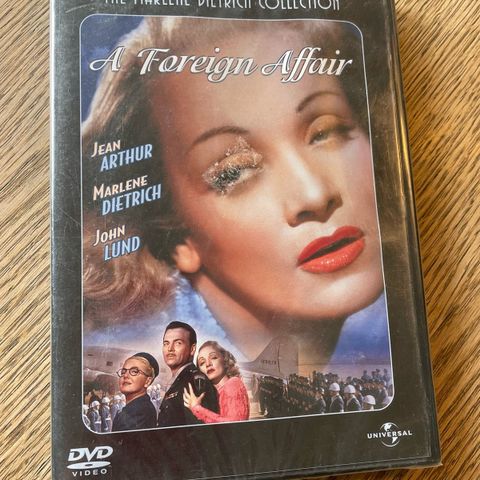 THE MARLENE DIETRICH COLLECTION
A Foreign Affair
JEAN
ARTHUR
MARLENE
DIETRICH
JOHN
LUND
DVD
VIDEO
UNIVERSAL